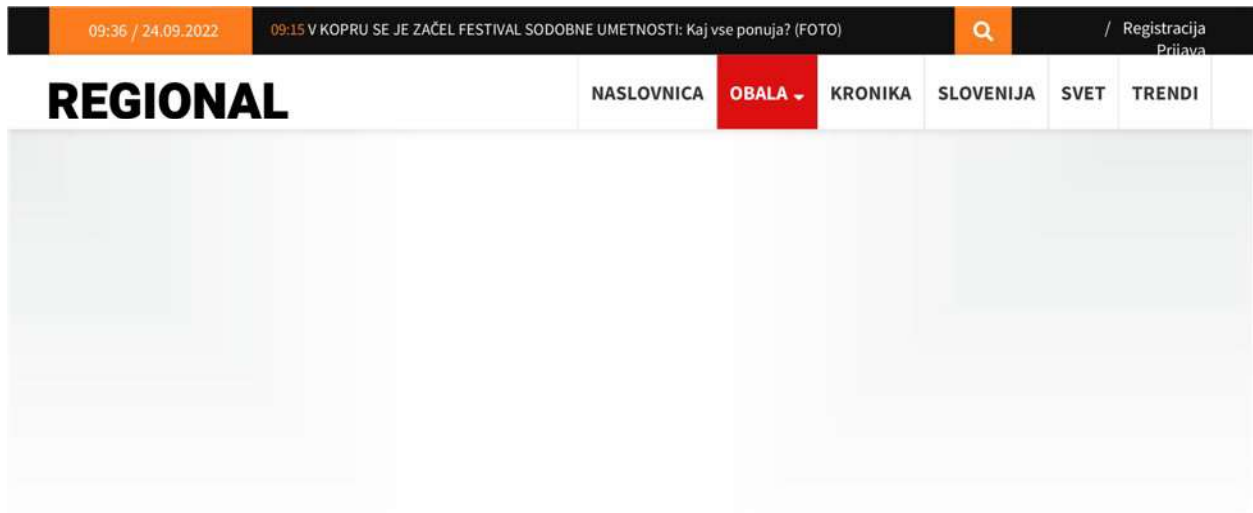 09:36 / 24.09.2022
09:15 V KOPRU SE JE ZAČEL FESTIVAL SODOBNE UMETNOSTI: Kaj vse ponuja? (FOTO)
/ Registracija
Prijava
REGIONAL
NASLOVNICA OBALA KRONIKA SLOVENIJA SVET TRENDI